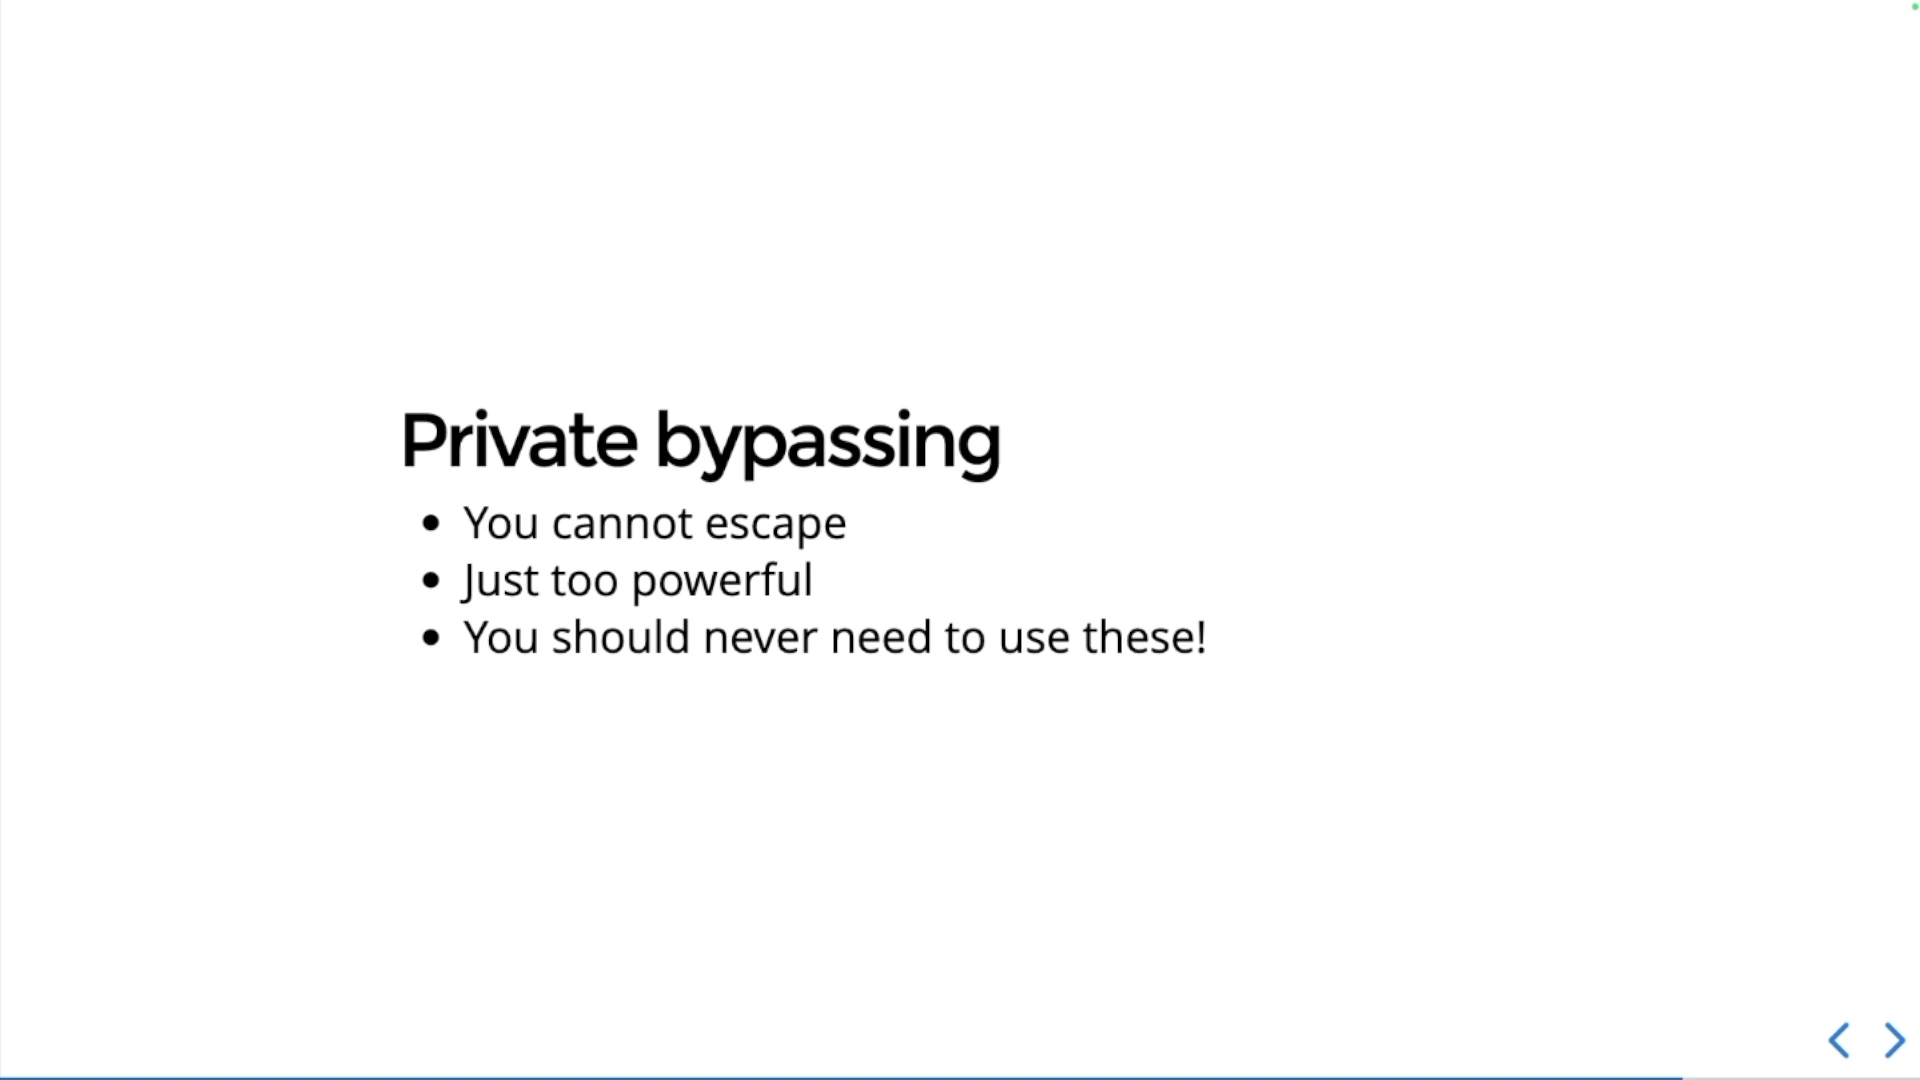 Private bypassing
• You cannot escape
• Just too powerful
• You should never need to use these!